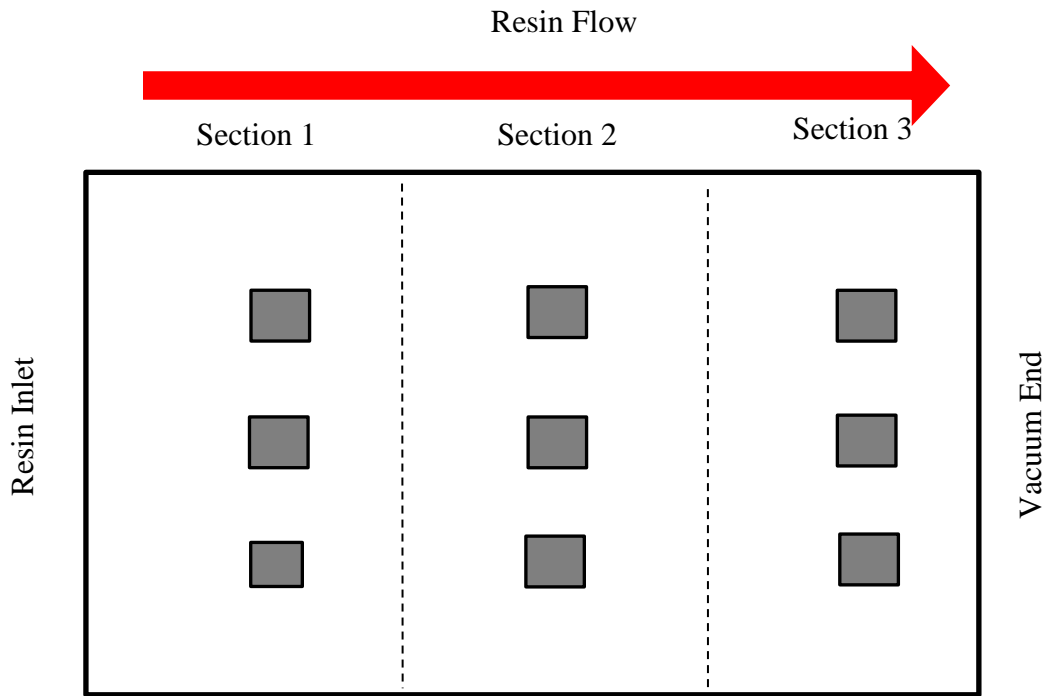 Resin Flow
Section 1
Section 2
Section 3
Resin Inlet
Vacuum End